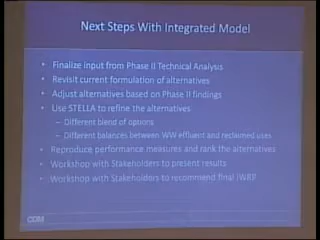 Next Steps With Integrated Model
• Finalize input from Phase II Technical Analysis
• Revisit current formulation of alternatives
• Adjust alternatives based on Phase II findings
• Use STELLA to refine the alternatives
– Different blend of options
– Different balances between WW effluent and reclaimed uses
• Reproduce performance measures and rank the alternatives
• Workshop with Stakeholders to present results
• Workshop with Stakeholders to recommend final
CDM